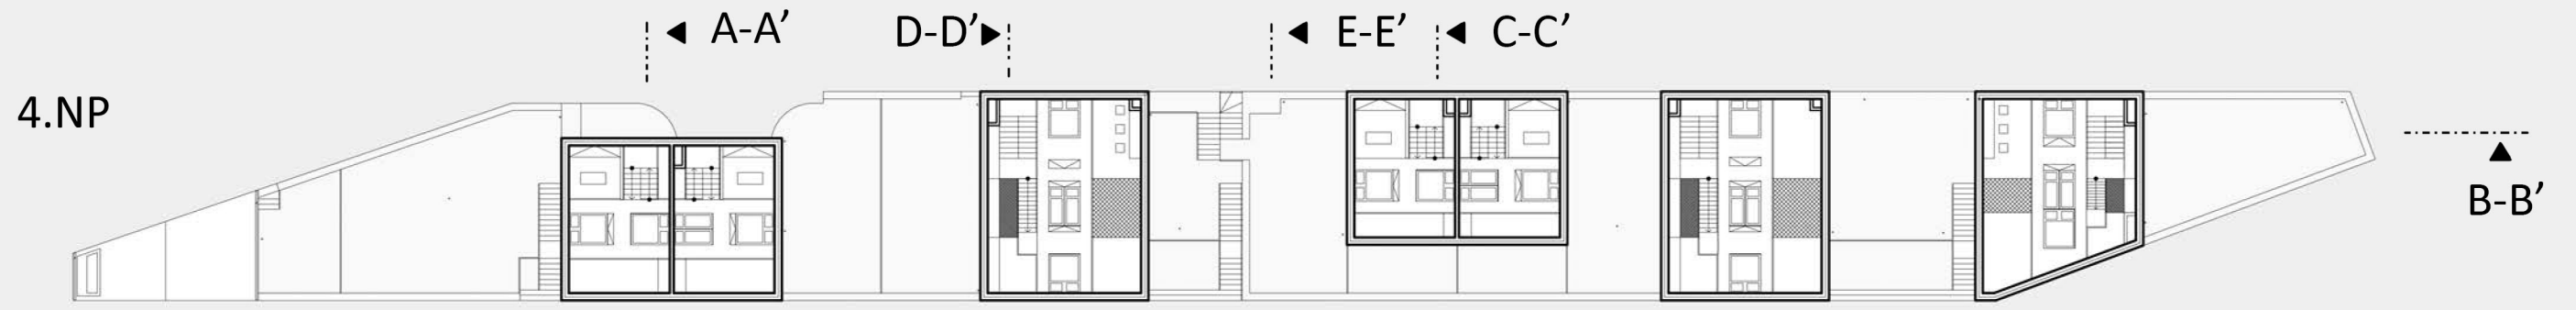 A-A’
D-D’
E-E’
C-C’
4.NP
B-B’